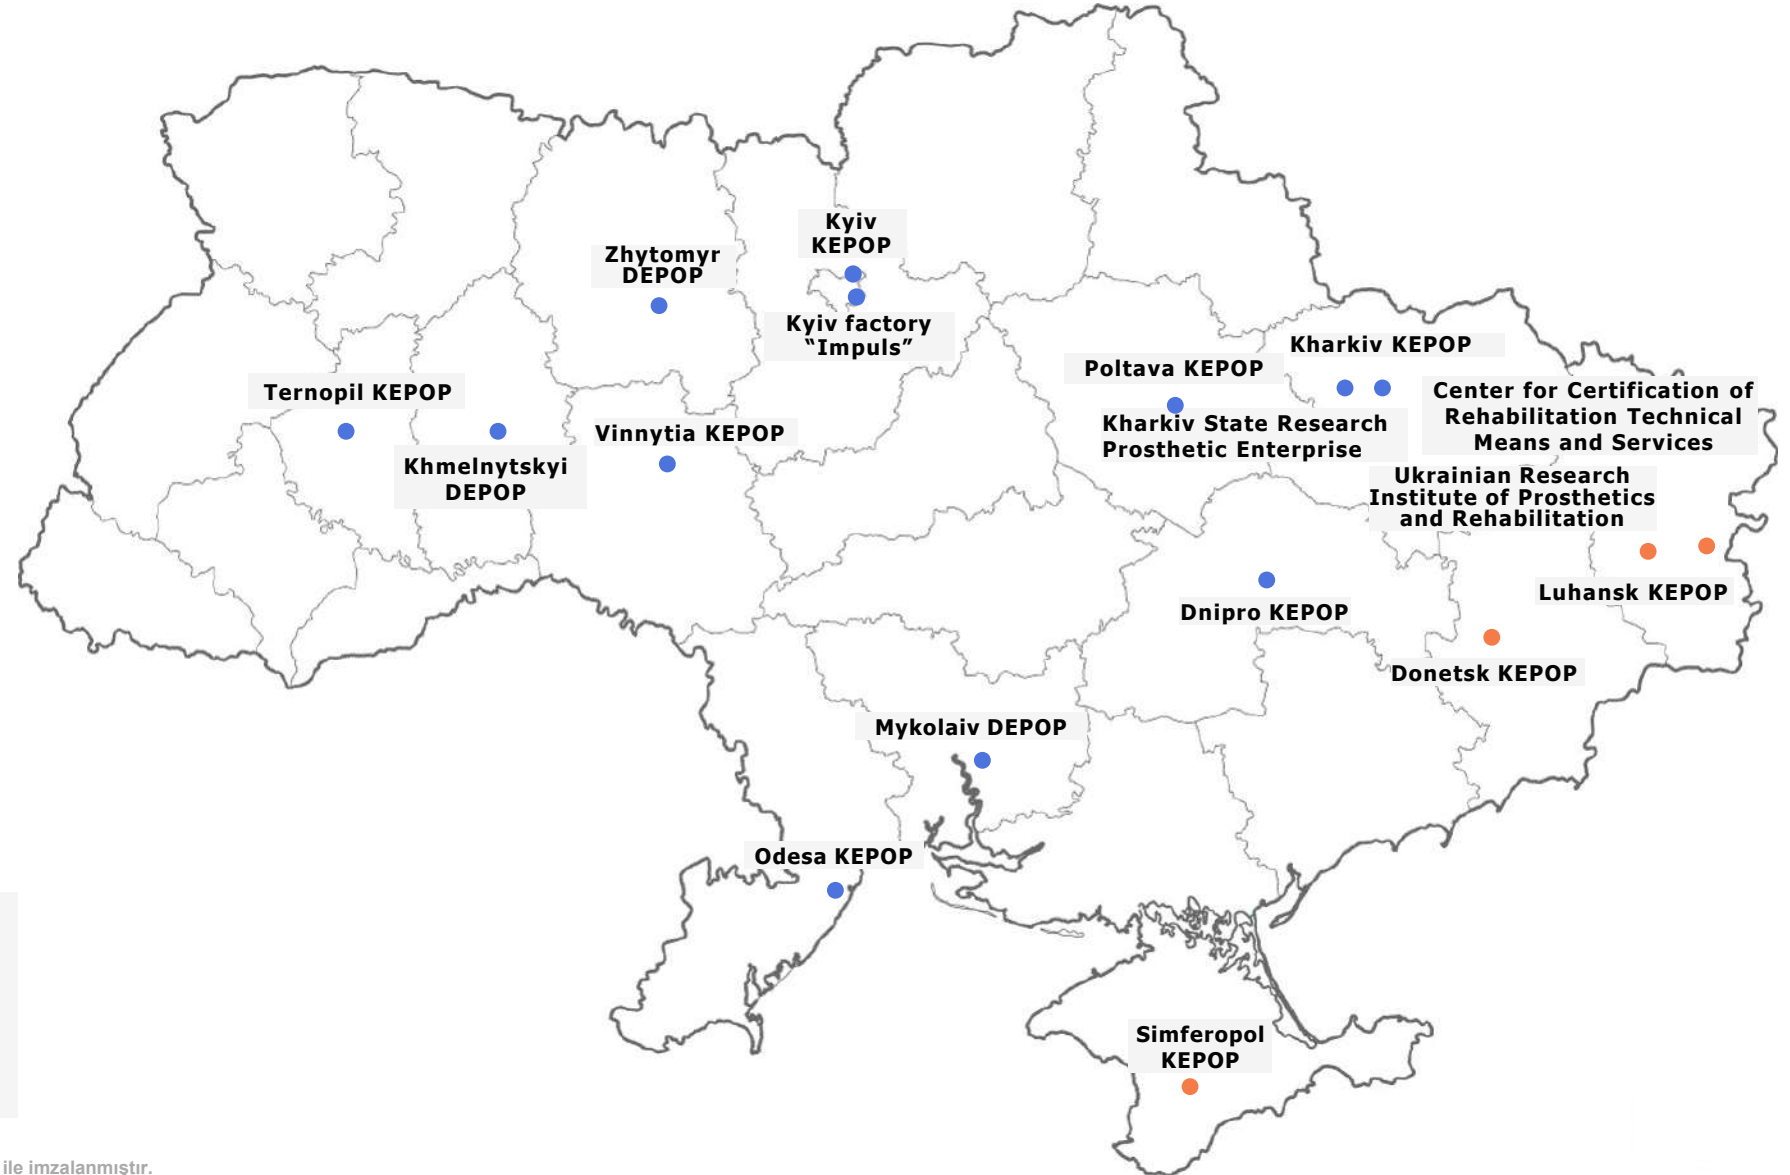 Kyiv
KEPOP
Zhytomyr
DEPOP
Kyiv factory
“Impuls”
Kharkiv KEPOP
Poltava KEPOP
Ternopil KEPOP
Center for Certification of
Rehabilitation Technical
Means and Services
Kharkiv State Research
Prosthetic Enterprise
Vinnytia KEPOP
Khmelnytskyi
DEPOP
Ukrainian Research
Institute of Prosthetics
and Rehabilitation
Luhansk KEPOP
Dnipro KEPOP
Donetsk KEPOP
Mykolaiv DEPOP
Odesa KEPOP
Simferopol
KEPOP
ile imzalanmıştır.